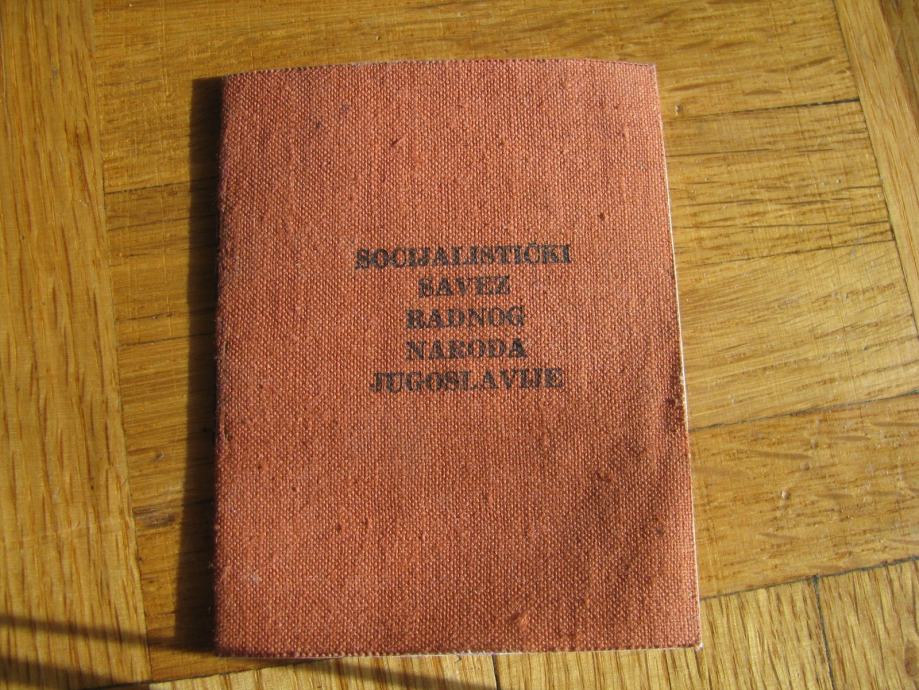 SOCIJALISTIČKI
SAVEZ
RADNOG
NARODA
JUGOSLAVIJE